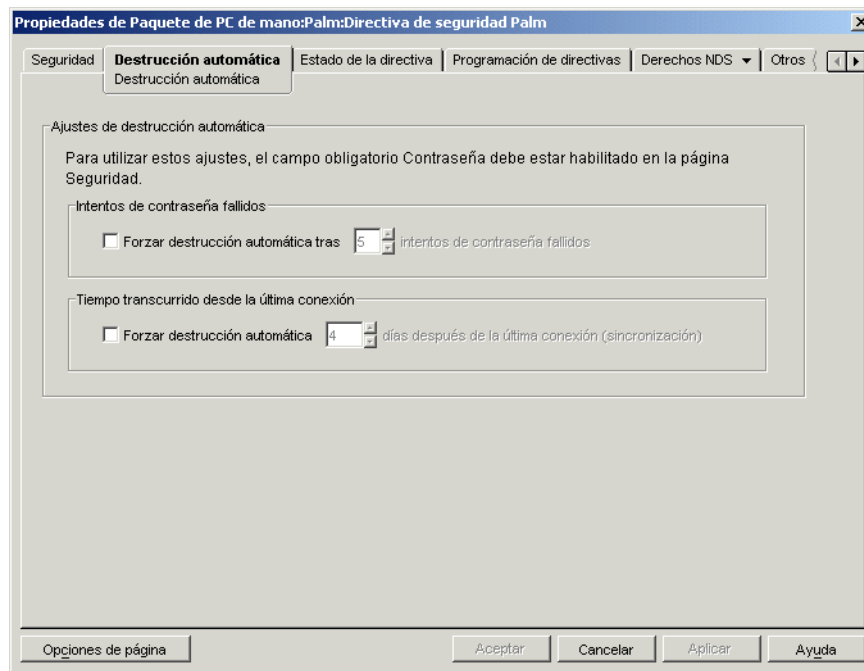 Propiedades de Paquete de PC de mano:Palm:Directiva de seguridad Palm
Seguridad Destrucción automática Estado de la directiva Programación de directivas Derechos NDS Otros
Destrucción automática
Ajustes de destrucción automática
Para utilizar estos ajustes, el campo obligatorio Contraseña debe estar habilitado en la página
Seguridad.
Intentos de contraseña fallidos
Forzar destrucción automática tras 5 intentos de contraseña fallidos
Tiempo transcurrido desde la última conexión
Forzar destrucción automática 4 días después de la última conexión (sincronización)
Opciones de página Aceptar Cancelar Aplicar Ayuda